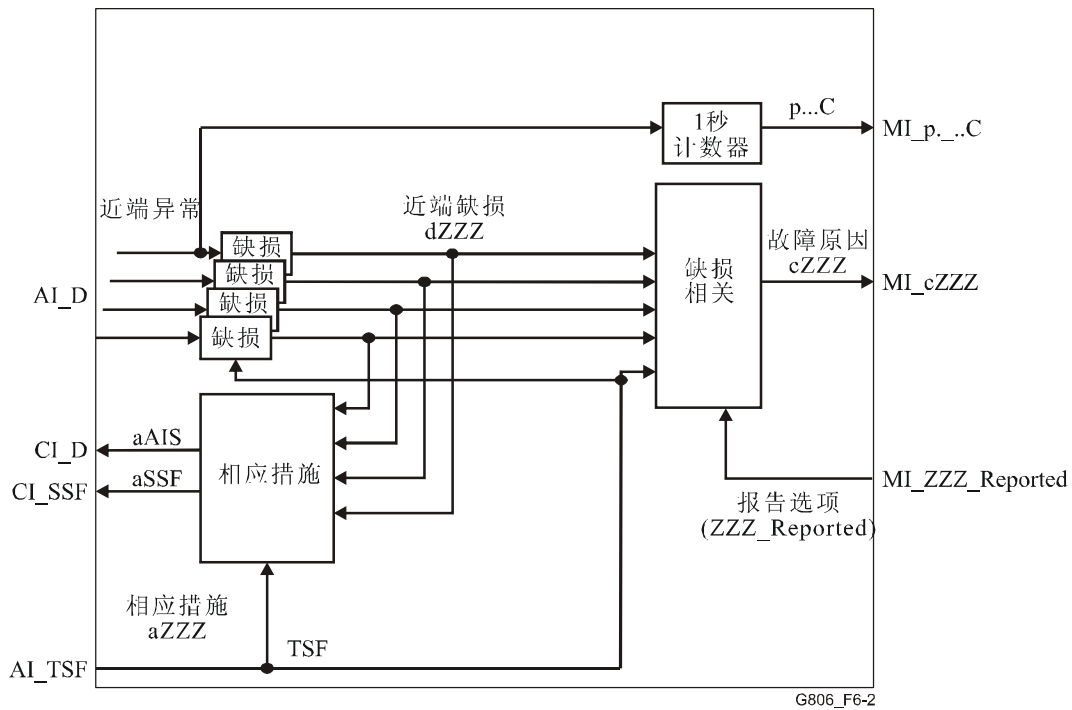 p...C
1秒
计数器
MI_p._..C
近端异常
近端缺损
dZZZ
缺损
缺损
缺损
缺损
AI_D
缺损
相关
故障原因
cZZZ
MI_cZZZ
CI_D
aAIS
CI_SSF
aSSF
相应措施
MI_ZZZ_Reported
报告选项
(ZZZ_Reported)
相应措施
aZZZ
TSF
AI_TSF
G806_F6-2